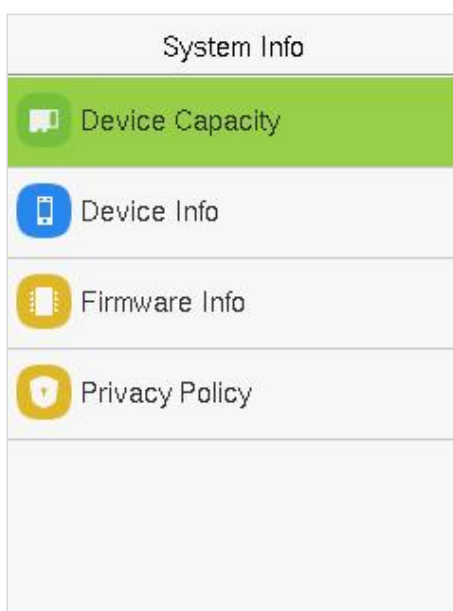 System Info
Device Capacity
Device Info
Firmware Info
Privacy Policy